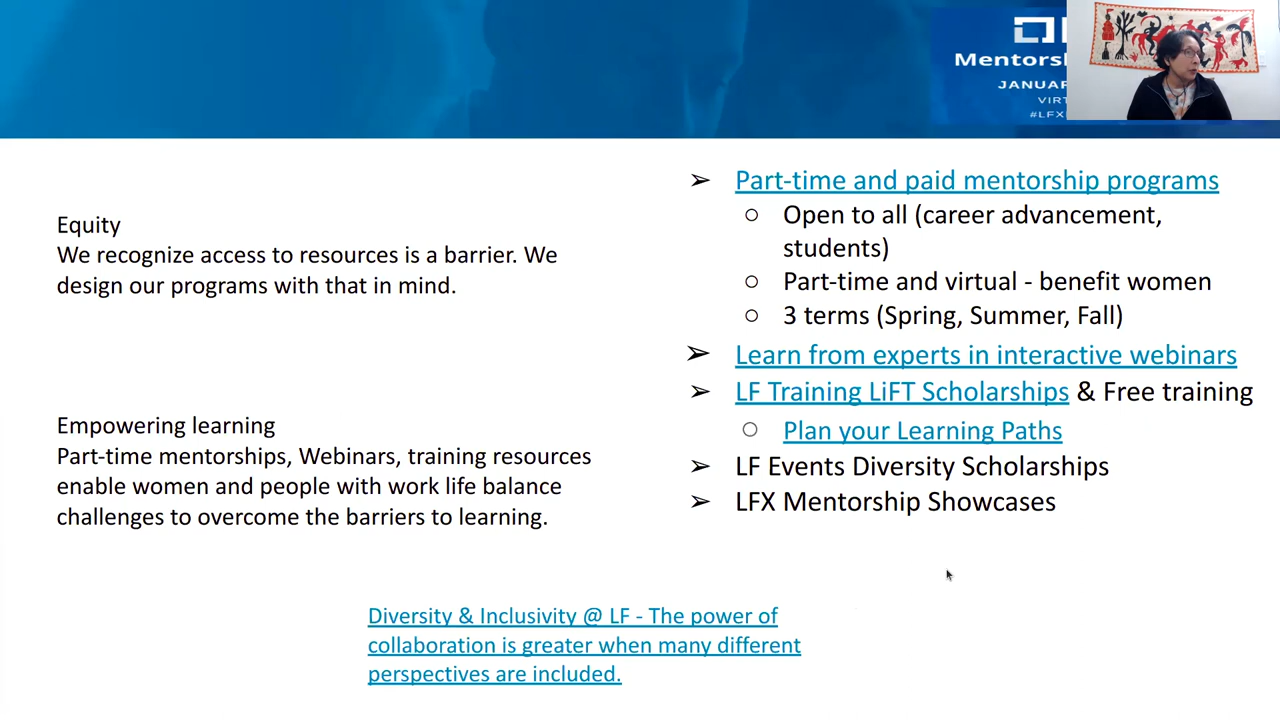 Mentors
JANUAR
VIRT
#LFX
Equity
We recognize access to resources is a barrier. We
design our programs with that in mind.
Empowering learning
Part-time mentorships, Webinars, training resources
enable women and people with work life balance
challenges to overcome the barriers to learning.
➢ Part-time and paid mentorship programs
○ Open to all (career advancement,
students)
○ Part-time and virtual - benefit women
○ 3 terms (Spring, Summer, Fall)
➢ Learn from experts in interactive webinars
➢ LF Training LiFT Scholarships & Free training
○ Plan your Learning Paths
➢ LF Events Diversity Scholarships
➢ LFX Mentorship Showcases
Diversity & Inclusivity @ LF - The power of
collaboration is greater when many different
perspectives are included.